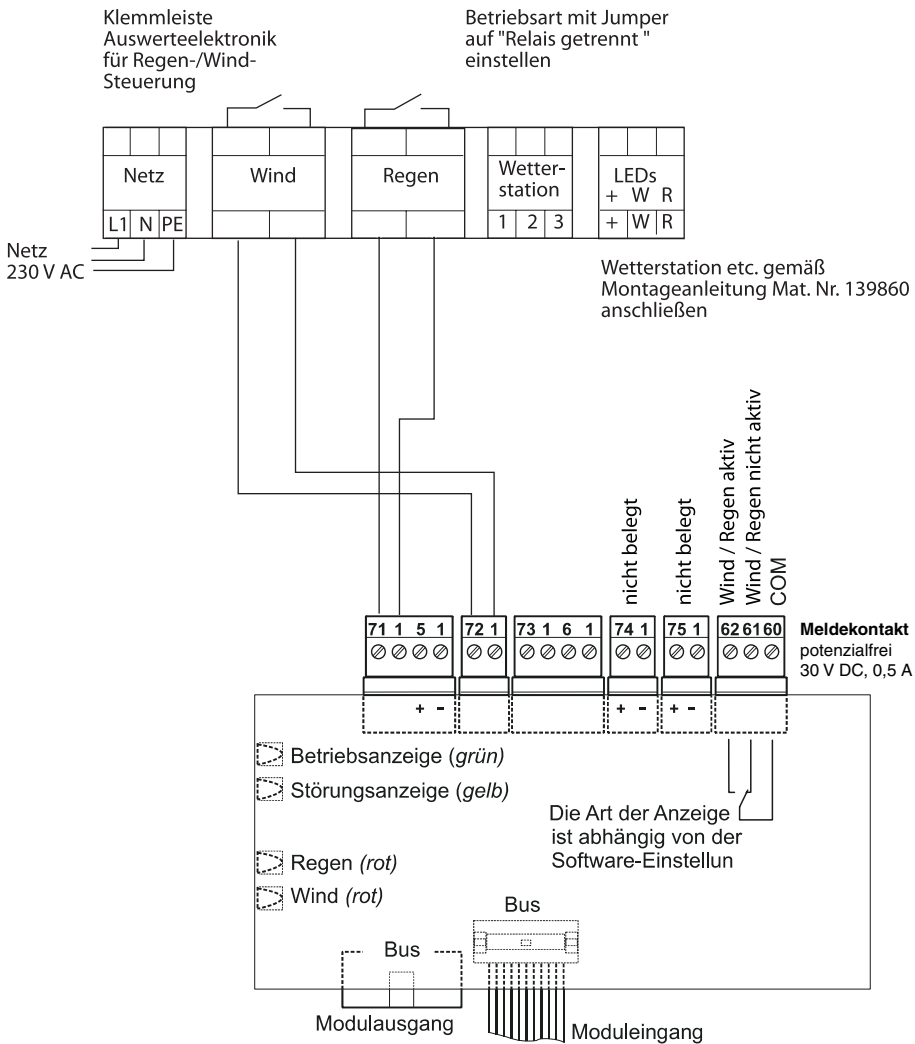 Klemmleiste
Auswerteelektronik
für Regen-/Wind-
Steuerung
Betriebsart mit Jumper
auf "Relais getrennt "
einstellen
Netz
Wind
Regen
Wetter-
station
LEDs
+ W R
L1 N PE
1 2 3
+ W R
Netz
230 V AC
Wetterstation etc. gemäß
Montageanleitung Mat. Nr. 139860
anschließen
nicht belegt
nicht belegt
Wind / Regen aktiv
Wind / Regen nicht aktiv
COM
71 1 5 1
72 1
73 1 6 1
74 1
75 1
62 61 60
Meldekontakt
potenzialfrei
30 V DC, 0,5 A
+ -
+ -
+ -
Betriebsanzeige (grün)
Störungsanzeige (gelb)
Die Art der Anzeige
ist abhängig von der
Software-Einstellun
Regen (rot)
Wind (rot)
Bus
Bus
Modulausgang
Moduleingang